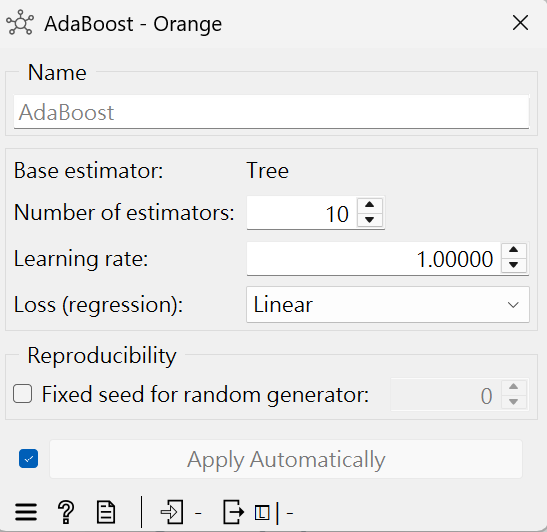 AdaBoost - Orange
Name
AdaBoost
Base estimator: Tree
Number of estimators: 10
Learning rate: 1.00000
Loss (regression): Linear
Reproducibility
Fixed seed for random generator: 0
Apply Automatically
? - L | -